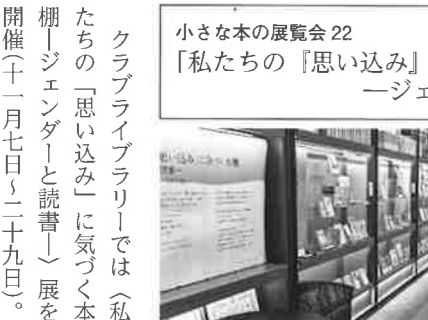 小さな本の展覧会 22
「私たちの『思い込み』
―ジェ
クラブライブラリーでは〈私
たちの「思い込み」に気づく本
棚―ジェンダーと読書―〉展を
開催(十一月七日~二十九日)。